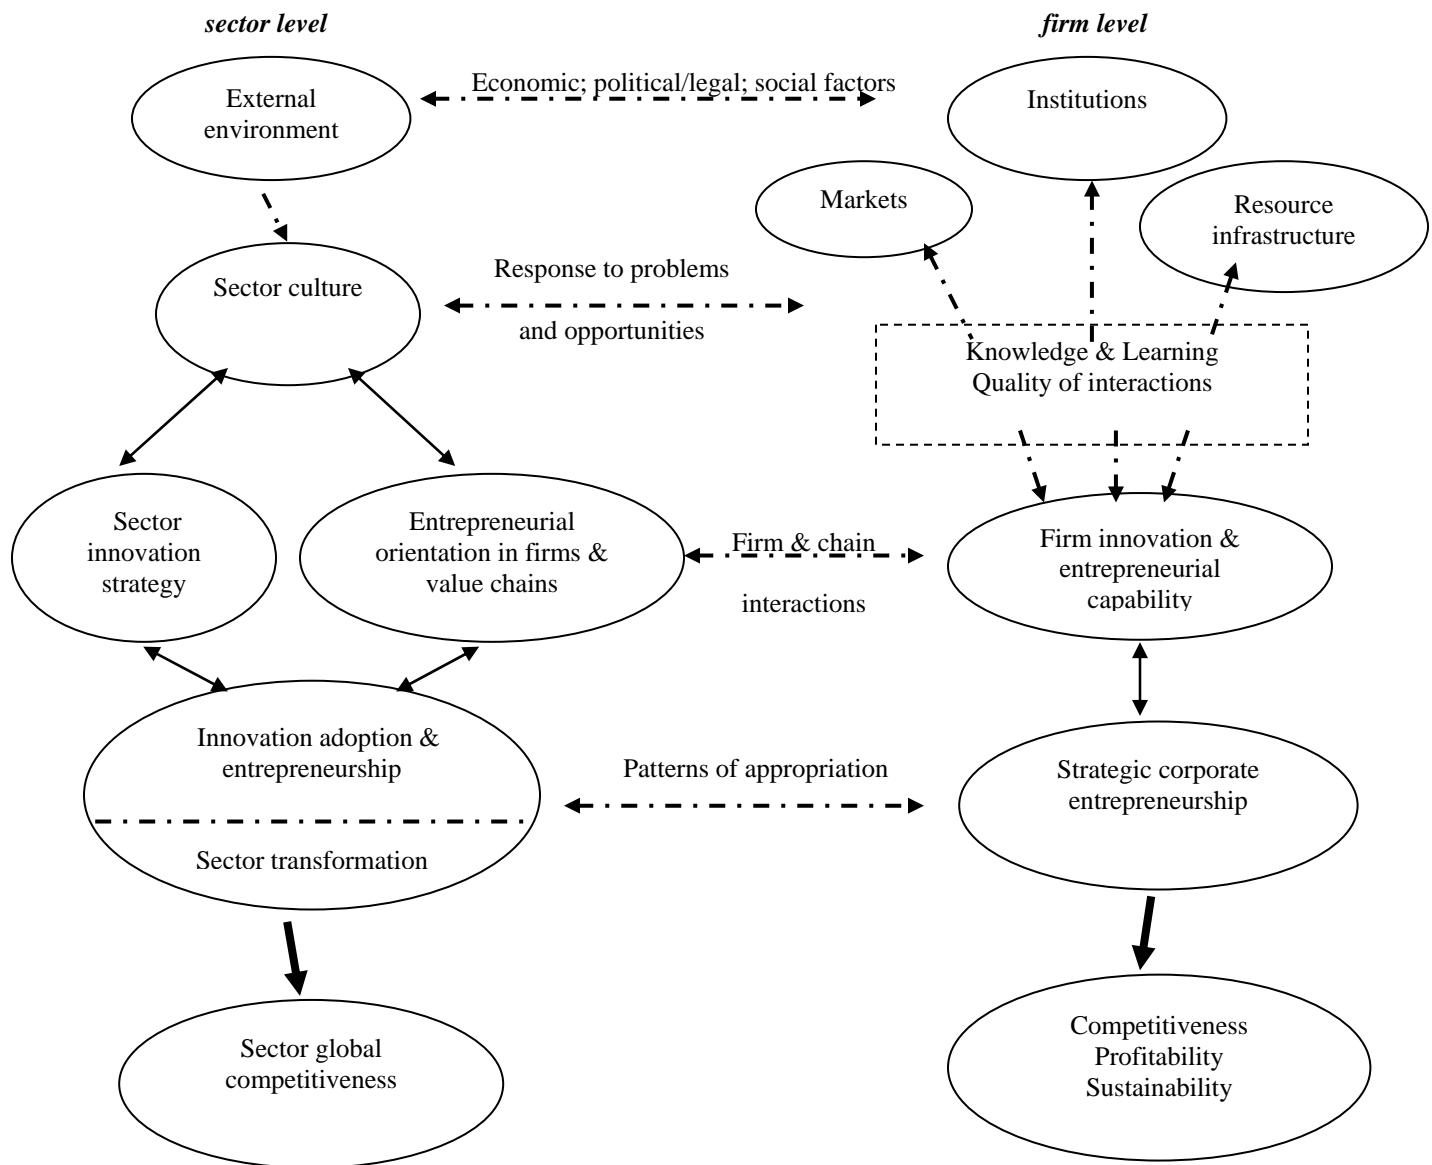 sector level
firm level
External
environment
Economic; political/legal; social factors
Institutions
Markets
Resource
infrastructure
Sector culture
Response to problems
and opportunities
Knowledge & Learning
Quality of interactions
Sector
innovation
strategy
Entrepreneurial
orientation in firms &
value chains
Firm & chain
interactions
Firm innovation &
entrepreneurial
capability
Innovation adoption &
entrepreneurship
Sector transformation
Patterns of appropriation
Strategic corporate
entrepreneurship
Sector global
competitiveness
Competitiveness
Profitability
Sustainability